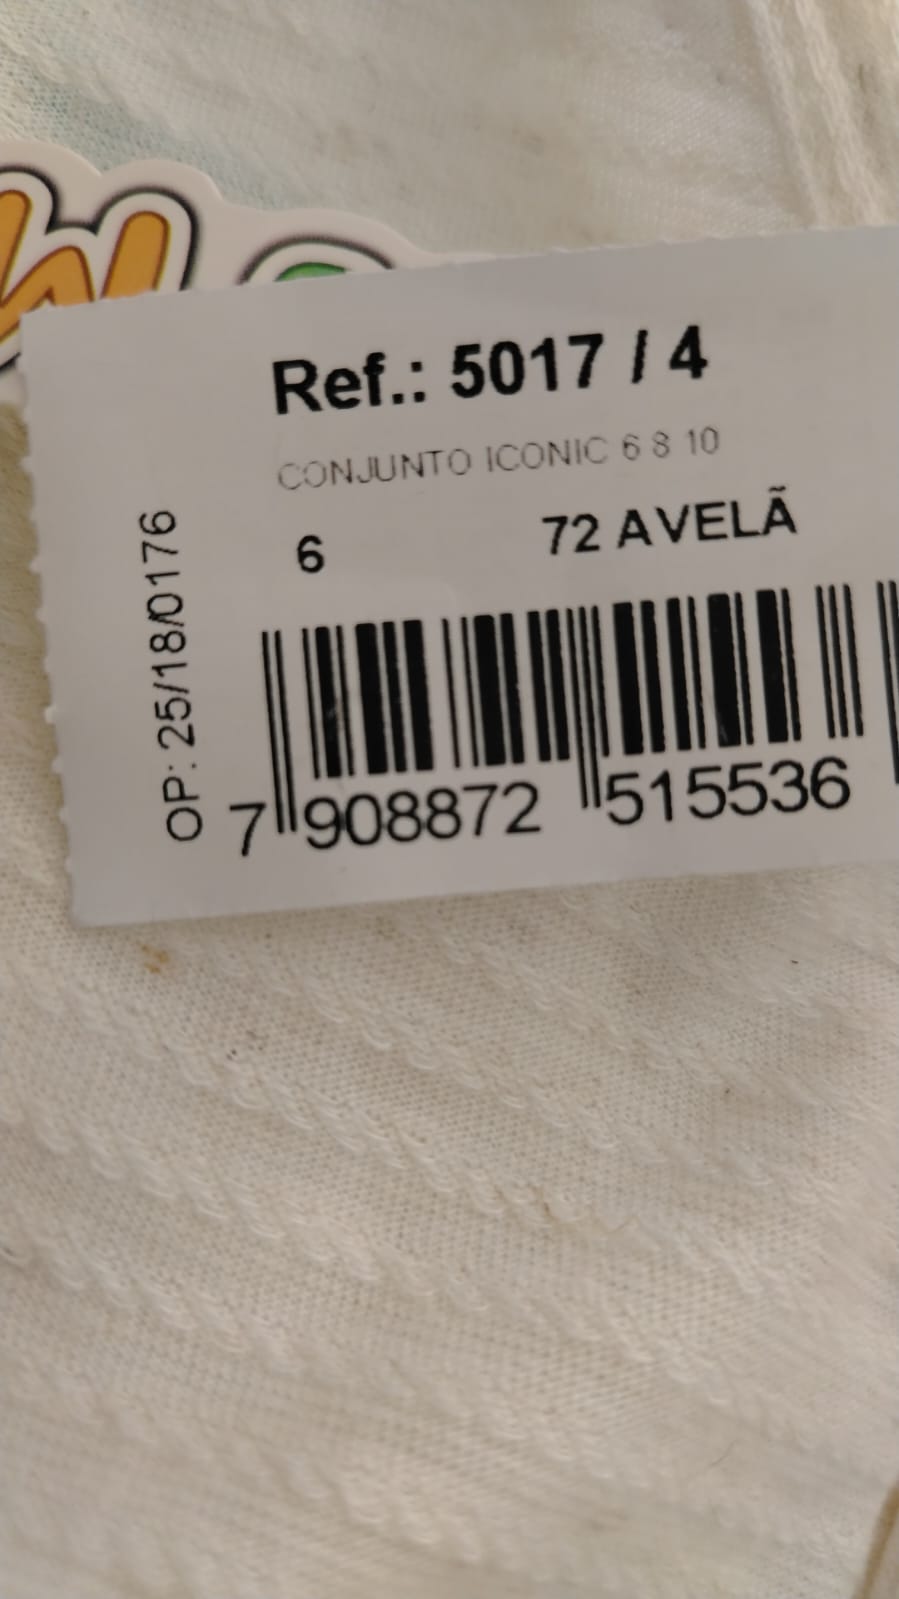 Ref.: 5017 / 4
CONJUNTO ICONIC 6 8 10
6 72 AVELÃ
OP: 25/18/0176
7 908872 515536